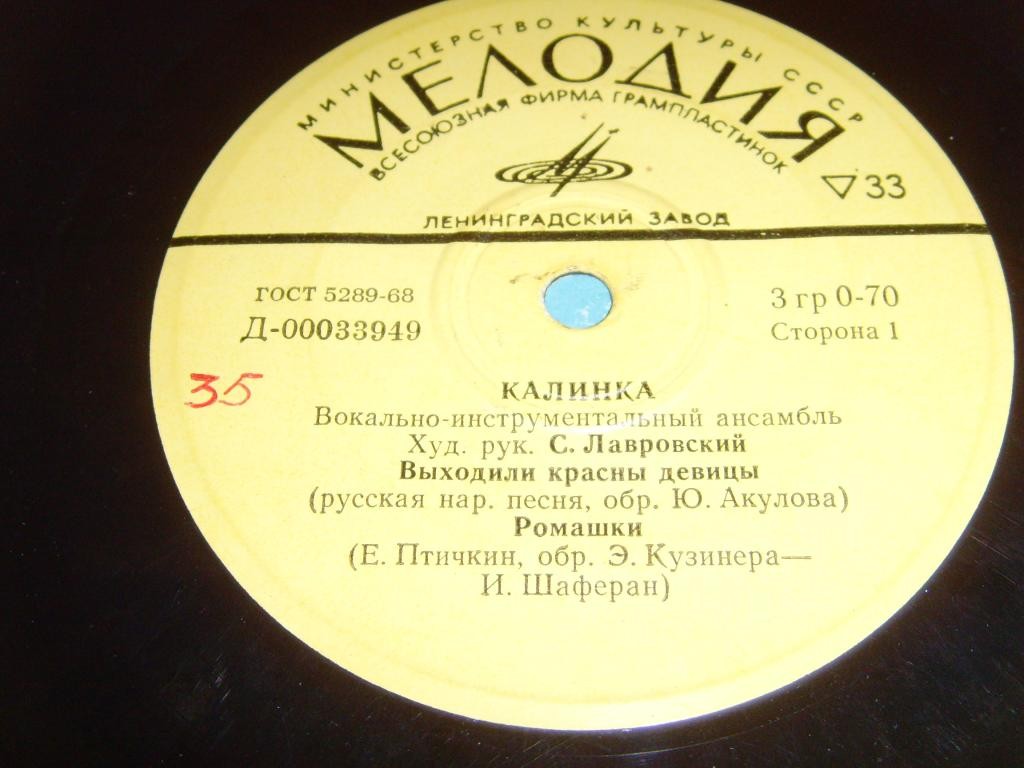 МИНИСТЕРСТВО КУЛЬТУРЫ СССР
МЕЛОДИЯ
ВСЕСОЮЗНАЯ ФИРМА ГРАМПЛАСТИНОК
33
ЛЕНИНГРАДСКИЙ ЗАВОД
ГОСТ 5289-68
Д-00033949
3 гр 0-70
Сторона 1
35
КАЛИНКА
Вокально-инструментальный ансамбль
Худ. рук. С. Лавровский
Выходили красны девицы
(русская нар. песня, обр. Ю. Акулова)
Ромашки
(Е. Птичкин, обр. Э. Кузинера—
И. Шаферан)